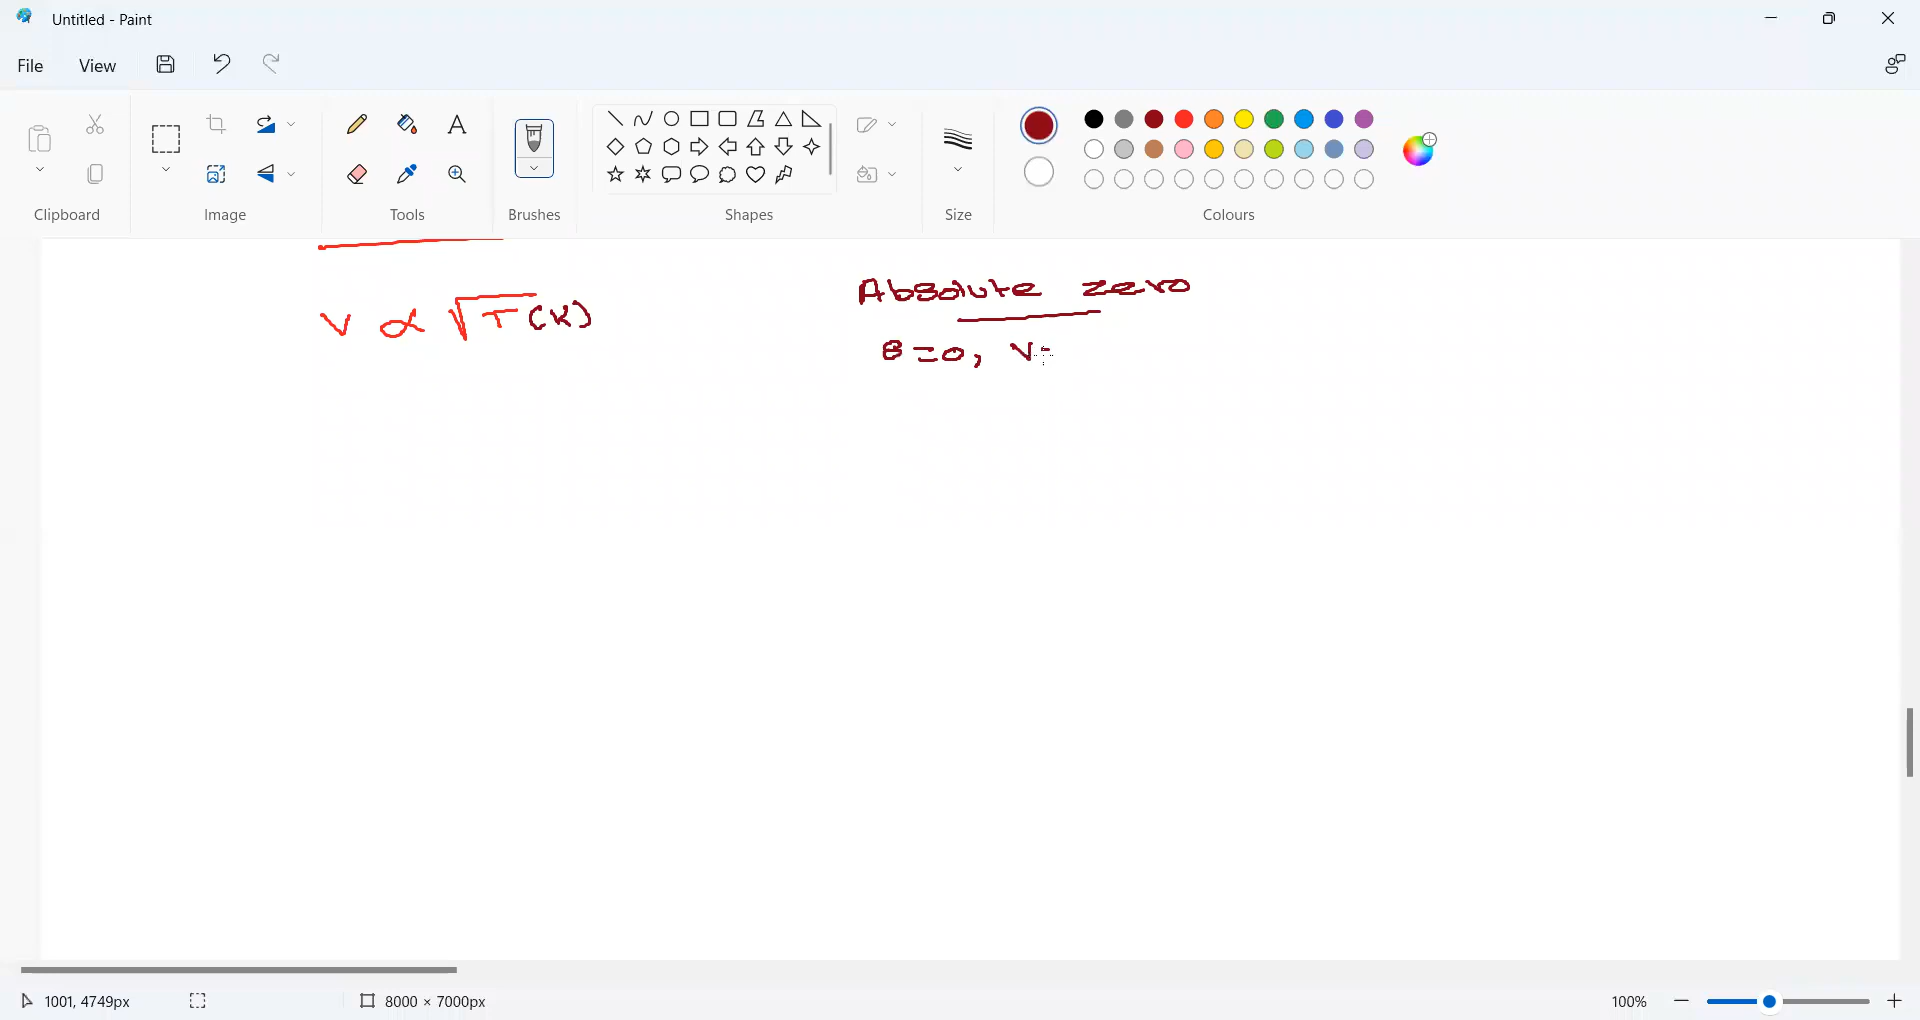 Untitled - Paint
File View
Clipboard Image Tools Brushes Shapes Size Colours
V ∝ √T (K)
Absolute zero
θ = 0, V=
1001, 4749px 8000 × 7000px 100%